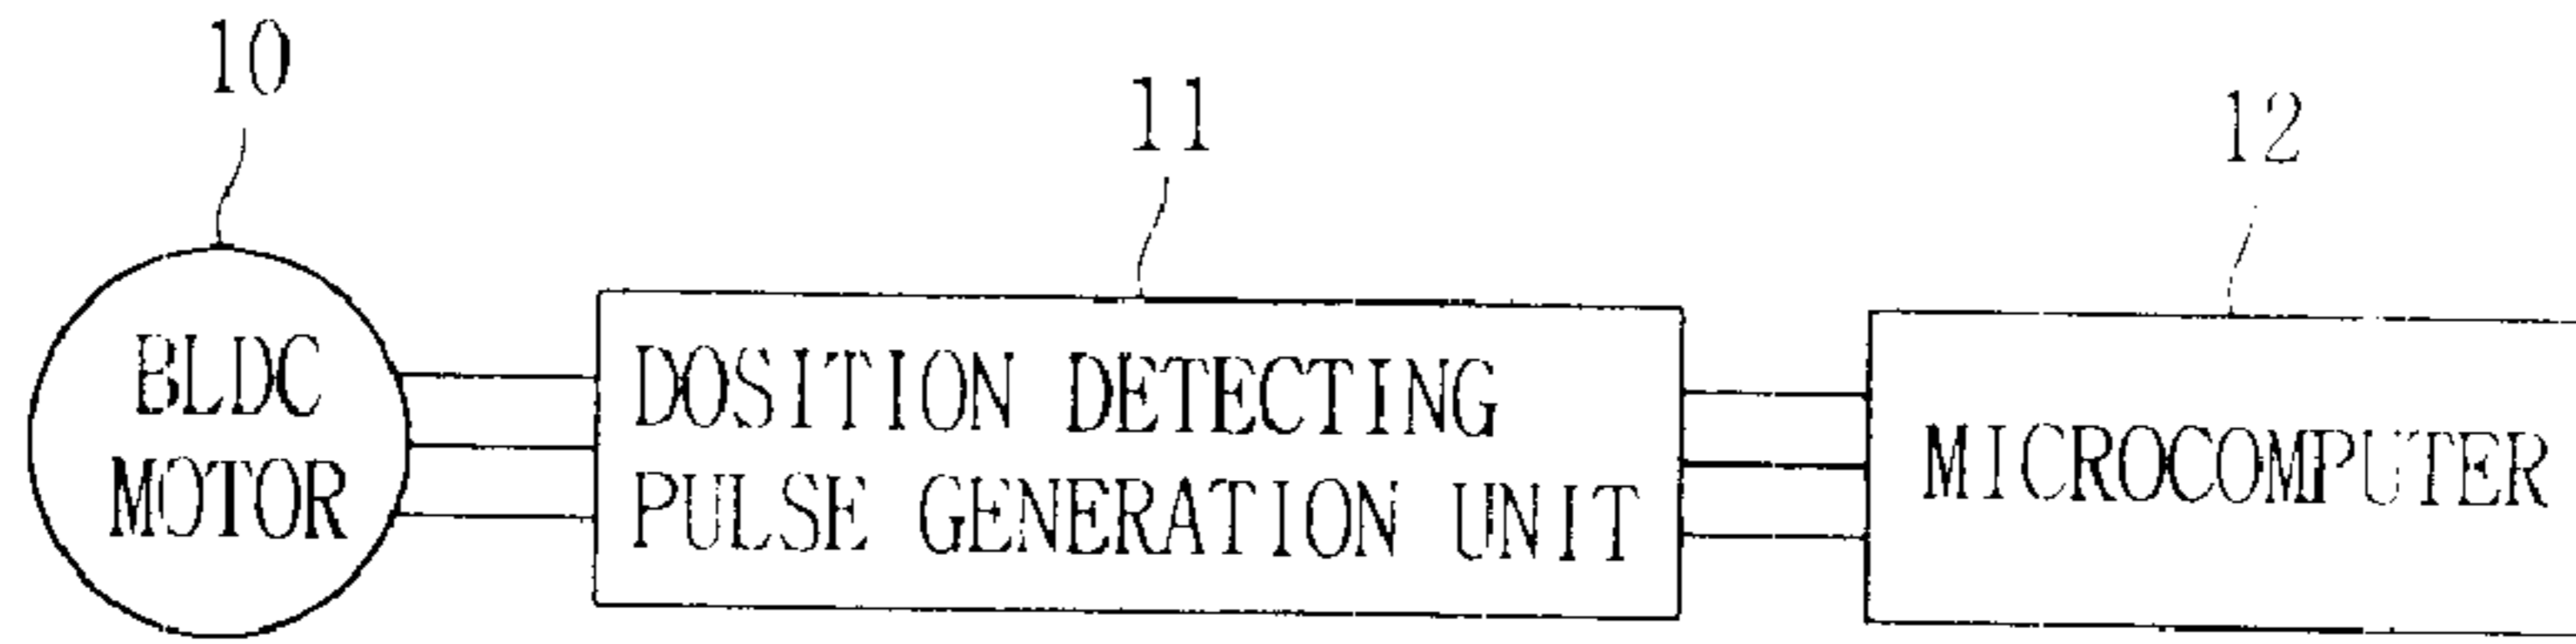 10
11
12
BLDC
MOTOR
DOSITION DETECTING
PULSE GENERATION UNIT
MICROCOMPUTER